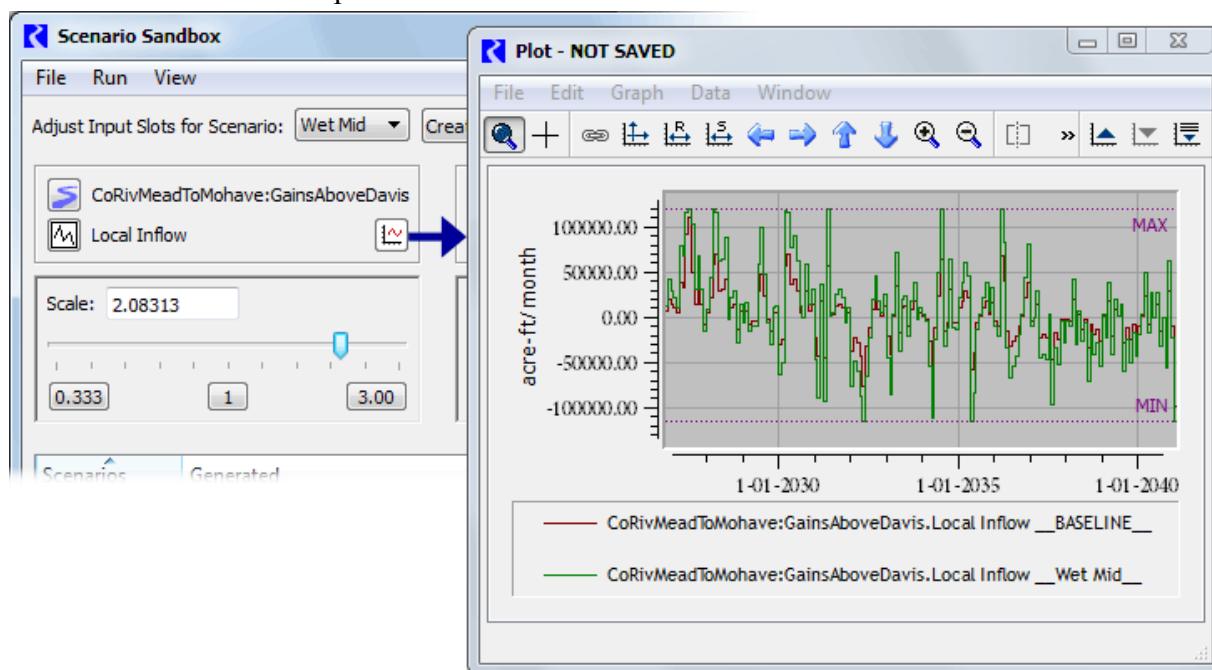 Scenario Sandbox
File Run View
Adjust Input Slots for Scenario: Wet Mid
CoRivMeadToMohave:GainsAboveDavis
Local Inflow
Scale: 2.08313
0.333 1 3.00
Scenarios Generated
Plot - NOT SAVED
File Edit Graph Data Window
R S »
100000.00
50000.00
0.00
-50000.00
-100000.00
acre-ft/month
MAX
MIN
1-01-2030 1-01-2035 1-01-2040
CoRivMeadToMohave:GainsAboveDavis.Local Inflow __BASELINE__
CoRivMeadToMohave:GainsAboveDavis.Local Inflow __Wet Mid__